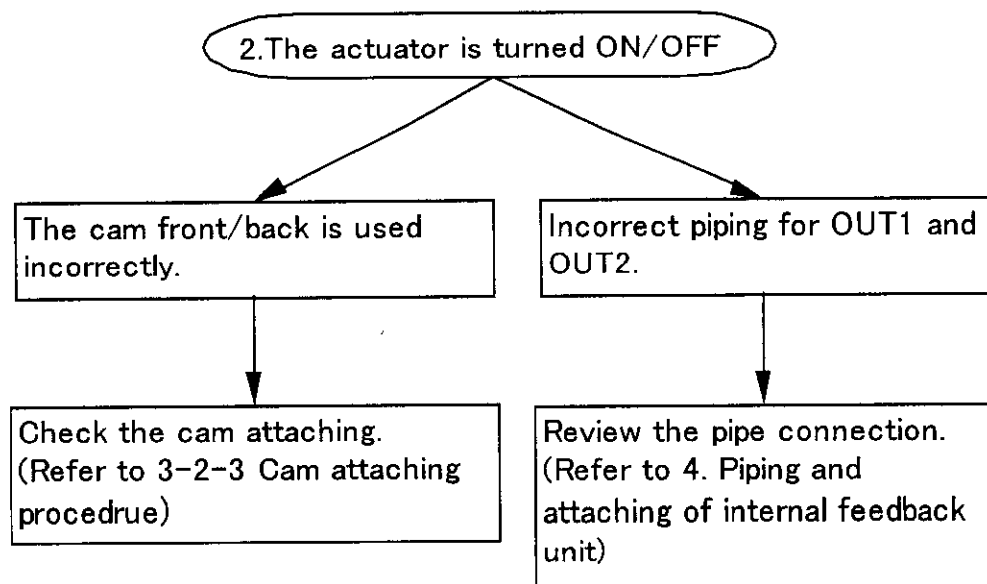 2.The actuator is turned ON/OFF
The cam front/back is used
incorrectly.
Incorrect piping for OUT1 and
OUT2.
Check the cam attaching.
(Refer to 3-2-3 Cam attaching
procedrue)
Review the pipe connection.
(Refer to 4. Piping and
attaching of internal feedback
unit)